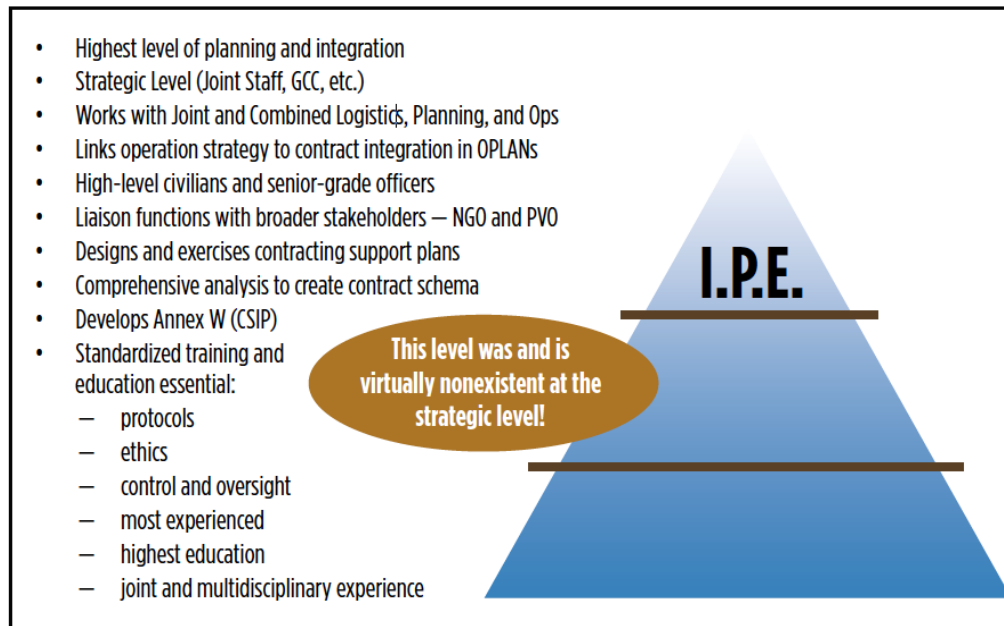 • Highest level of planning and integration
• Strategic Level (Joint Staff, GCC, etc.)
• Works with Joint and Combined Logistics, Planning, and Ops
• Links operation strategy to contract integration in OPLANs
• High-level civilians and senior-grade officers
• Liaison functions with broader stakeholders — NGO and PVO
• Designs and exercises contracting support plans
• Comprehensive analysis to create contract schema
• Develops Annex W (CSIP)
• Standardized training and
education essential:
— protocols
— ethics
— control and oversight
— most experienced
— highest education
— joint and multidisciplinary experience
This level was and is
virtually nonexistent at the
strategic level!
I.P.E.